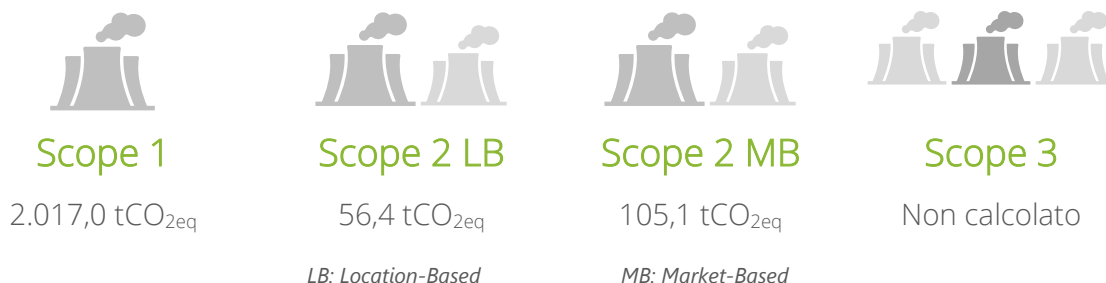 Scope 1
Scope 2 LB
Scope 2 MB
Scope 3
2.017,0 tCO2eq
56,4 tCO2eq
105,1 tCO2eq
Non calcolato
LB: Location-Based
MB: Market-Based